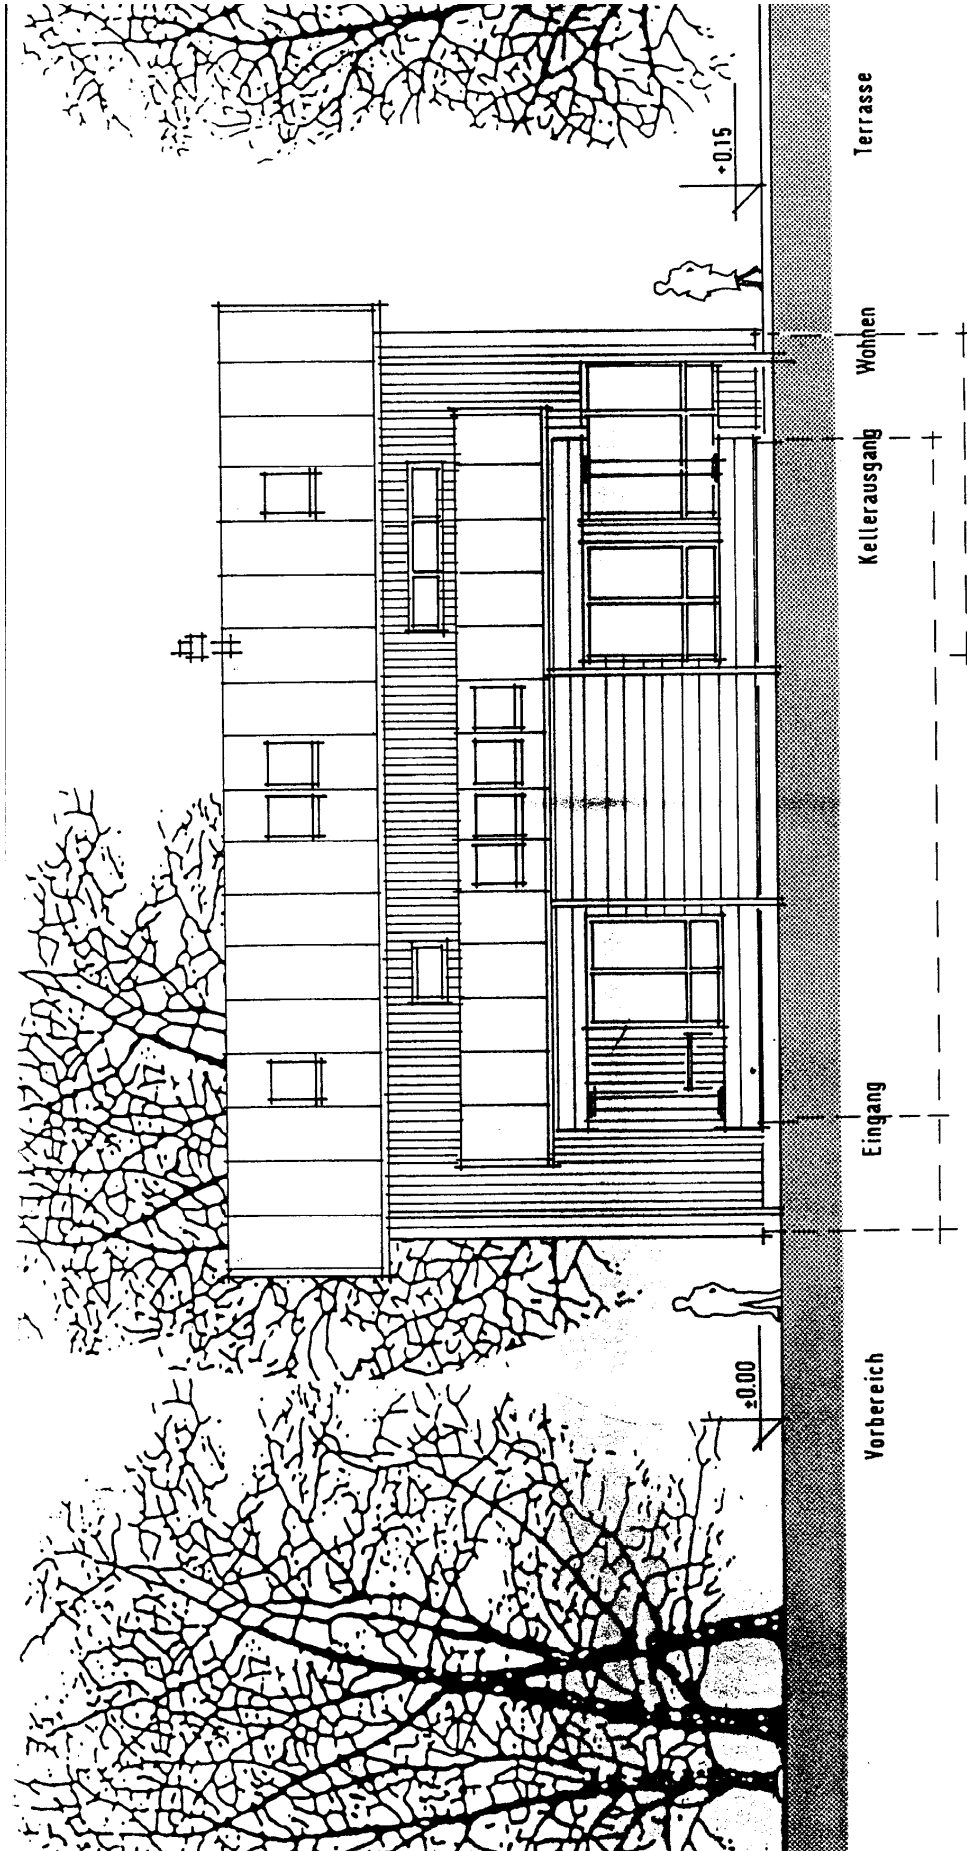 ±0.00
+0.15
Vorbereich
Eingang
Kellerausgang
Wohnen
Terrasse